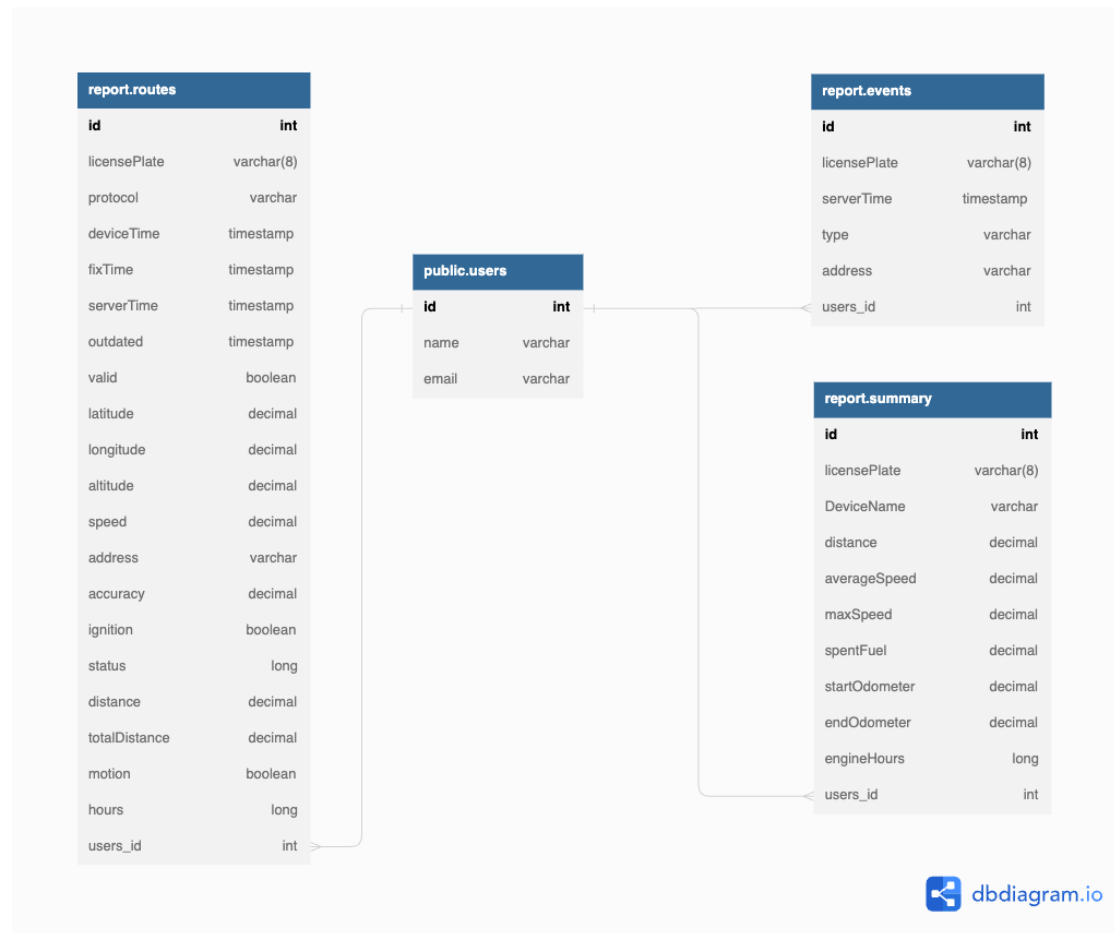 report.routes
id int
licensePlate varchar(8)
protocol varchar
deviceTime timestamp
fixTime timestamp
serverTime timestamp
outdated timestamp
valid boolean
latitude decimal
longitude decimal
altitude decimal
speed decimal
address varchar
accuracy decimal
ignition boolean
status long
distance decimal
totalDistance decimal
motion boolean
hours long
users_id int
public.users
id int
name varchar
email varchar
report.events
id int
licensePlate varchar(8)
serverTime timestamp
type varchar
address varchar
users_id int
report.summary
id int
licensePlate varchar(8)
DeviceName varchar
distance decimal
averageSpeed decimal
maxSpeed decimal
spentFuel decimal
startOdometer decimal
endOdometer decimal
engineHours long
users_id int
dbdiagram.io